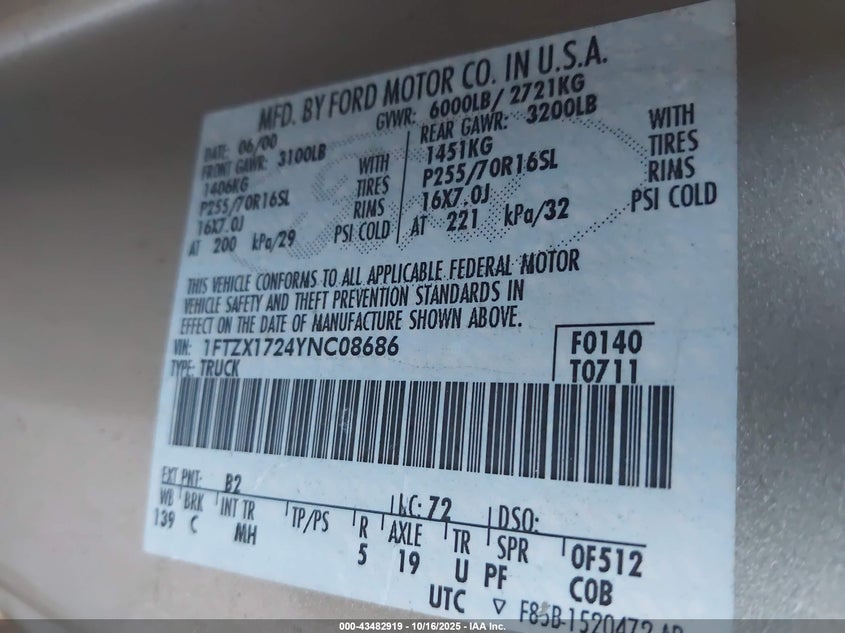 MFD. BY FORD MOTOR CO. IN U.S.A.
DATE: 06/00 GVWR: 6000LB/ 2721KG
FRONT GAWR: 3100LB REAR GAWR: 3200LB
1406KG WITH 1451KG WITH
P255/70R16SL TIRES P255/70R16SL TIRES
16X7.0J RIMS 16X7.0J RIMS
AT 200 kPa/29 PSI COLD AT 221 kPa/32 PSI COLD
THIS VEHICLE CONFORMS TO ALL APPLICABLE FEDERAL MOTOR
VEHICLE SAFETY AND THEFT PREVENTION STANDARDS IN
EFFECT ON THE DATE OF MANUFACTURE SHOWN ABOVE.
VIN: 1FTZX1724YNC08686 F0140
TYPE: TRUCK T0711
EXT PNT: B2 RC: 72 DSO:
WB BRK INT TR TP/PS R AXLE TR SPR 0F512
139 C MH 5 19 U PF COB
UTC ▽ F85B-1520472-AD
000-43482919 - 10/16/2025 - IAA Inc.